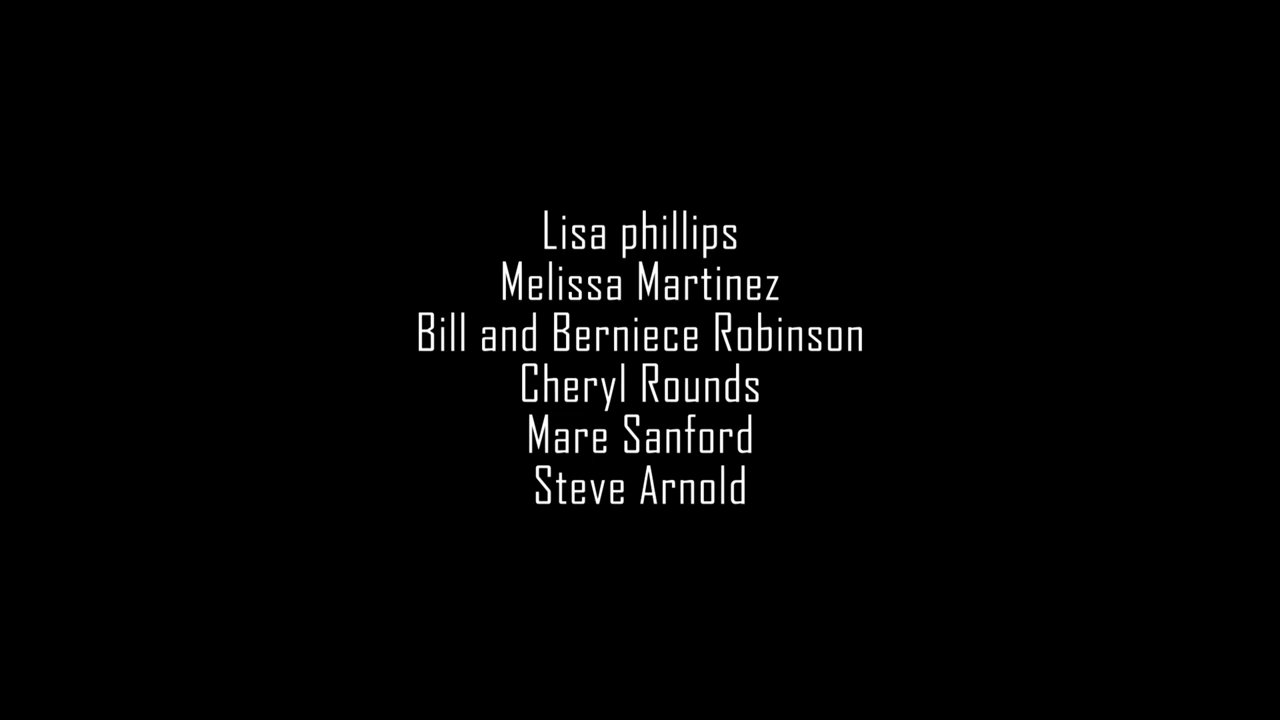 Lisa phillips
Melissa Martinez
Bill and Berniece Robinson
Cheryl Rounds
Mare Sanford
Steve Arnold